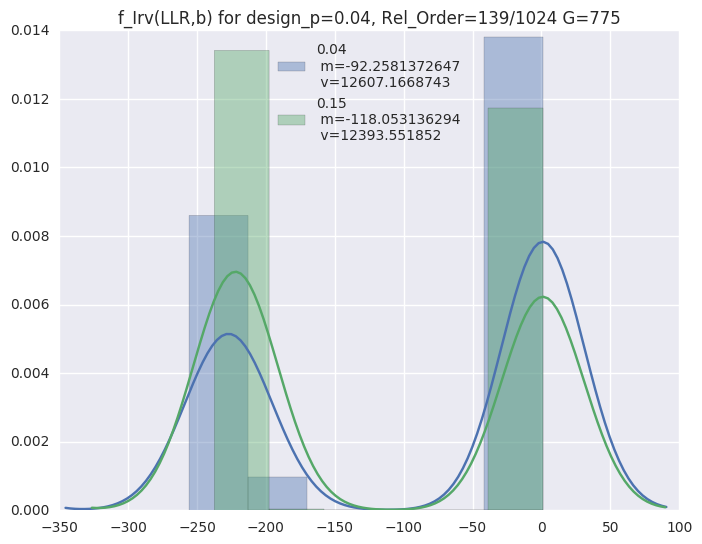 f_Irv(LLR,b) for design_p=0.04, Rel_Order=139/1024 G=775
0.014
0.012
0.010
0.008
0.006
0.004
0.002
0.000
0.04
m=-92.2581372647
v=12607.1668743
0.15
m=-118.053136294
v=12393.551852
−350 −300 −250 −200 −150 −100 −50 0 50 100